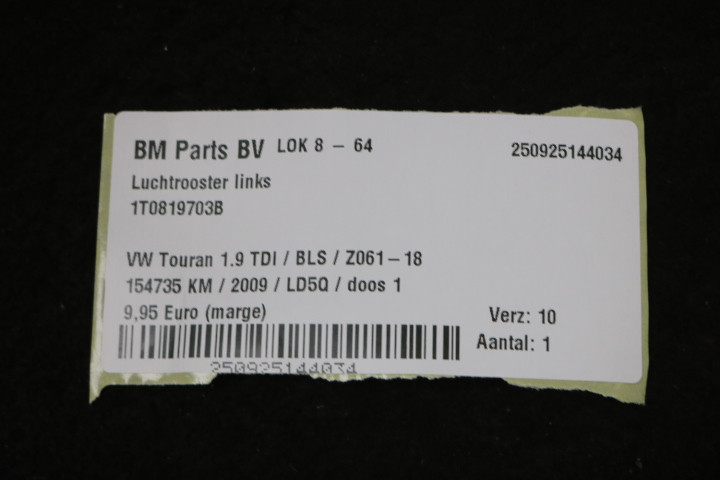 BM Parts BV LOK 8 - 64 250925144034
Luchtrooster links
1T0819703B
VW Touran 1.9 TDI / BLS / Z061-18
154735 KM / 2009 / LD5Q / doos 1
9,95 Euro (marge) Verz: 10
Aantal: 1
250925144034